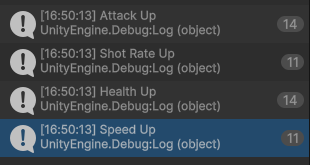 [16:50:13] Attack Up
UnityEngine.Debug:Log (object)
14
[16:50:13] Shot Rate Up
UnityEngine.Debug:Log (object)
11
[16:50:13] Health Up
UnityEngine.Debug:Log (object)
14
[16:50:13] Speed Up
UnityEngine.Debug:Log (object)
11